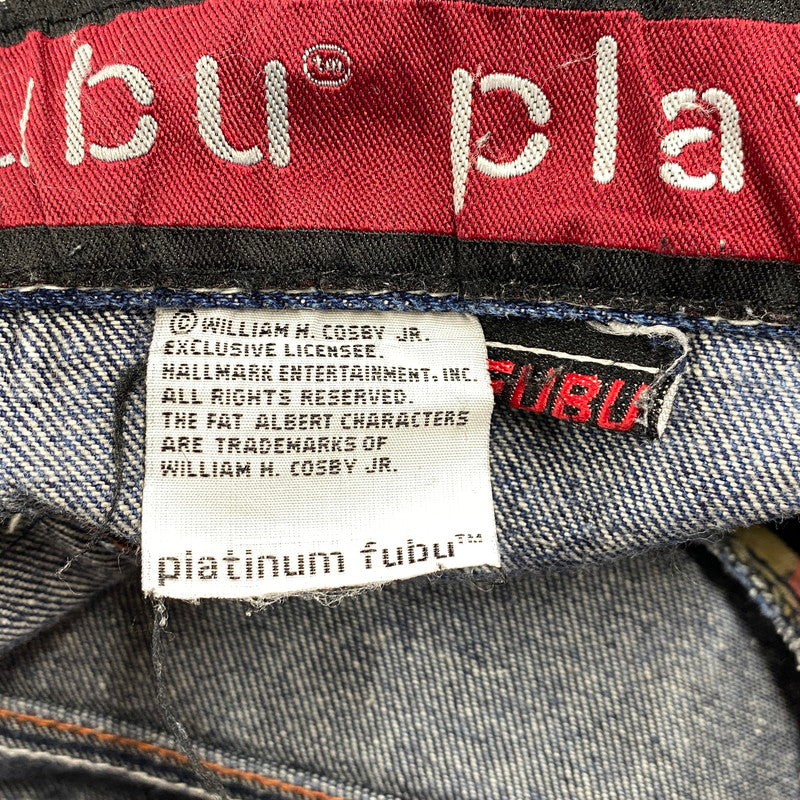 ubu™ pla
© WILLIAM H. COSBY JR.
EXCLUSIVE LICENSEE.
HALLMARK ENTERTAINMENT, INC.
ALL RIGHTS RESERVED.
THE FAT ALBERT CHARACTERS
ARE TRADEMARKS OF
WILLIAM H. COSBY JR.
platinum fubu™
FUBU